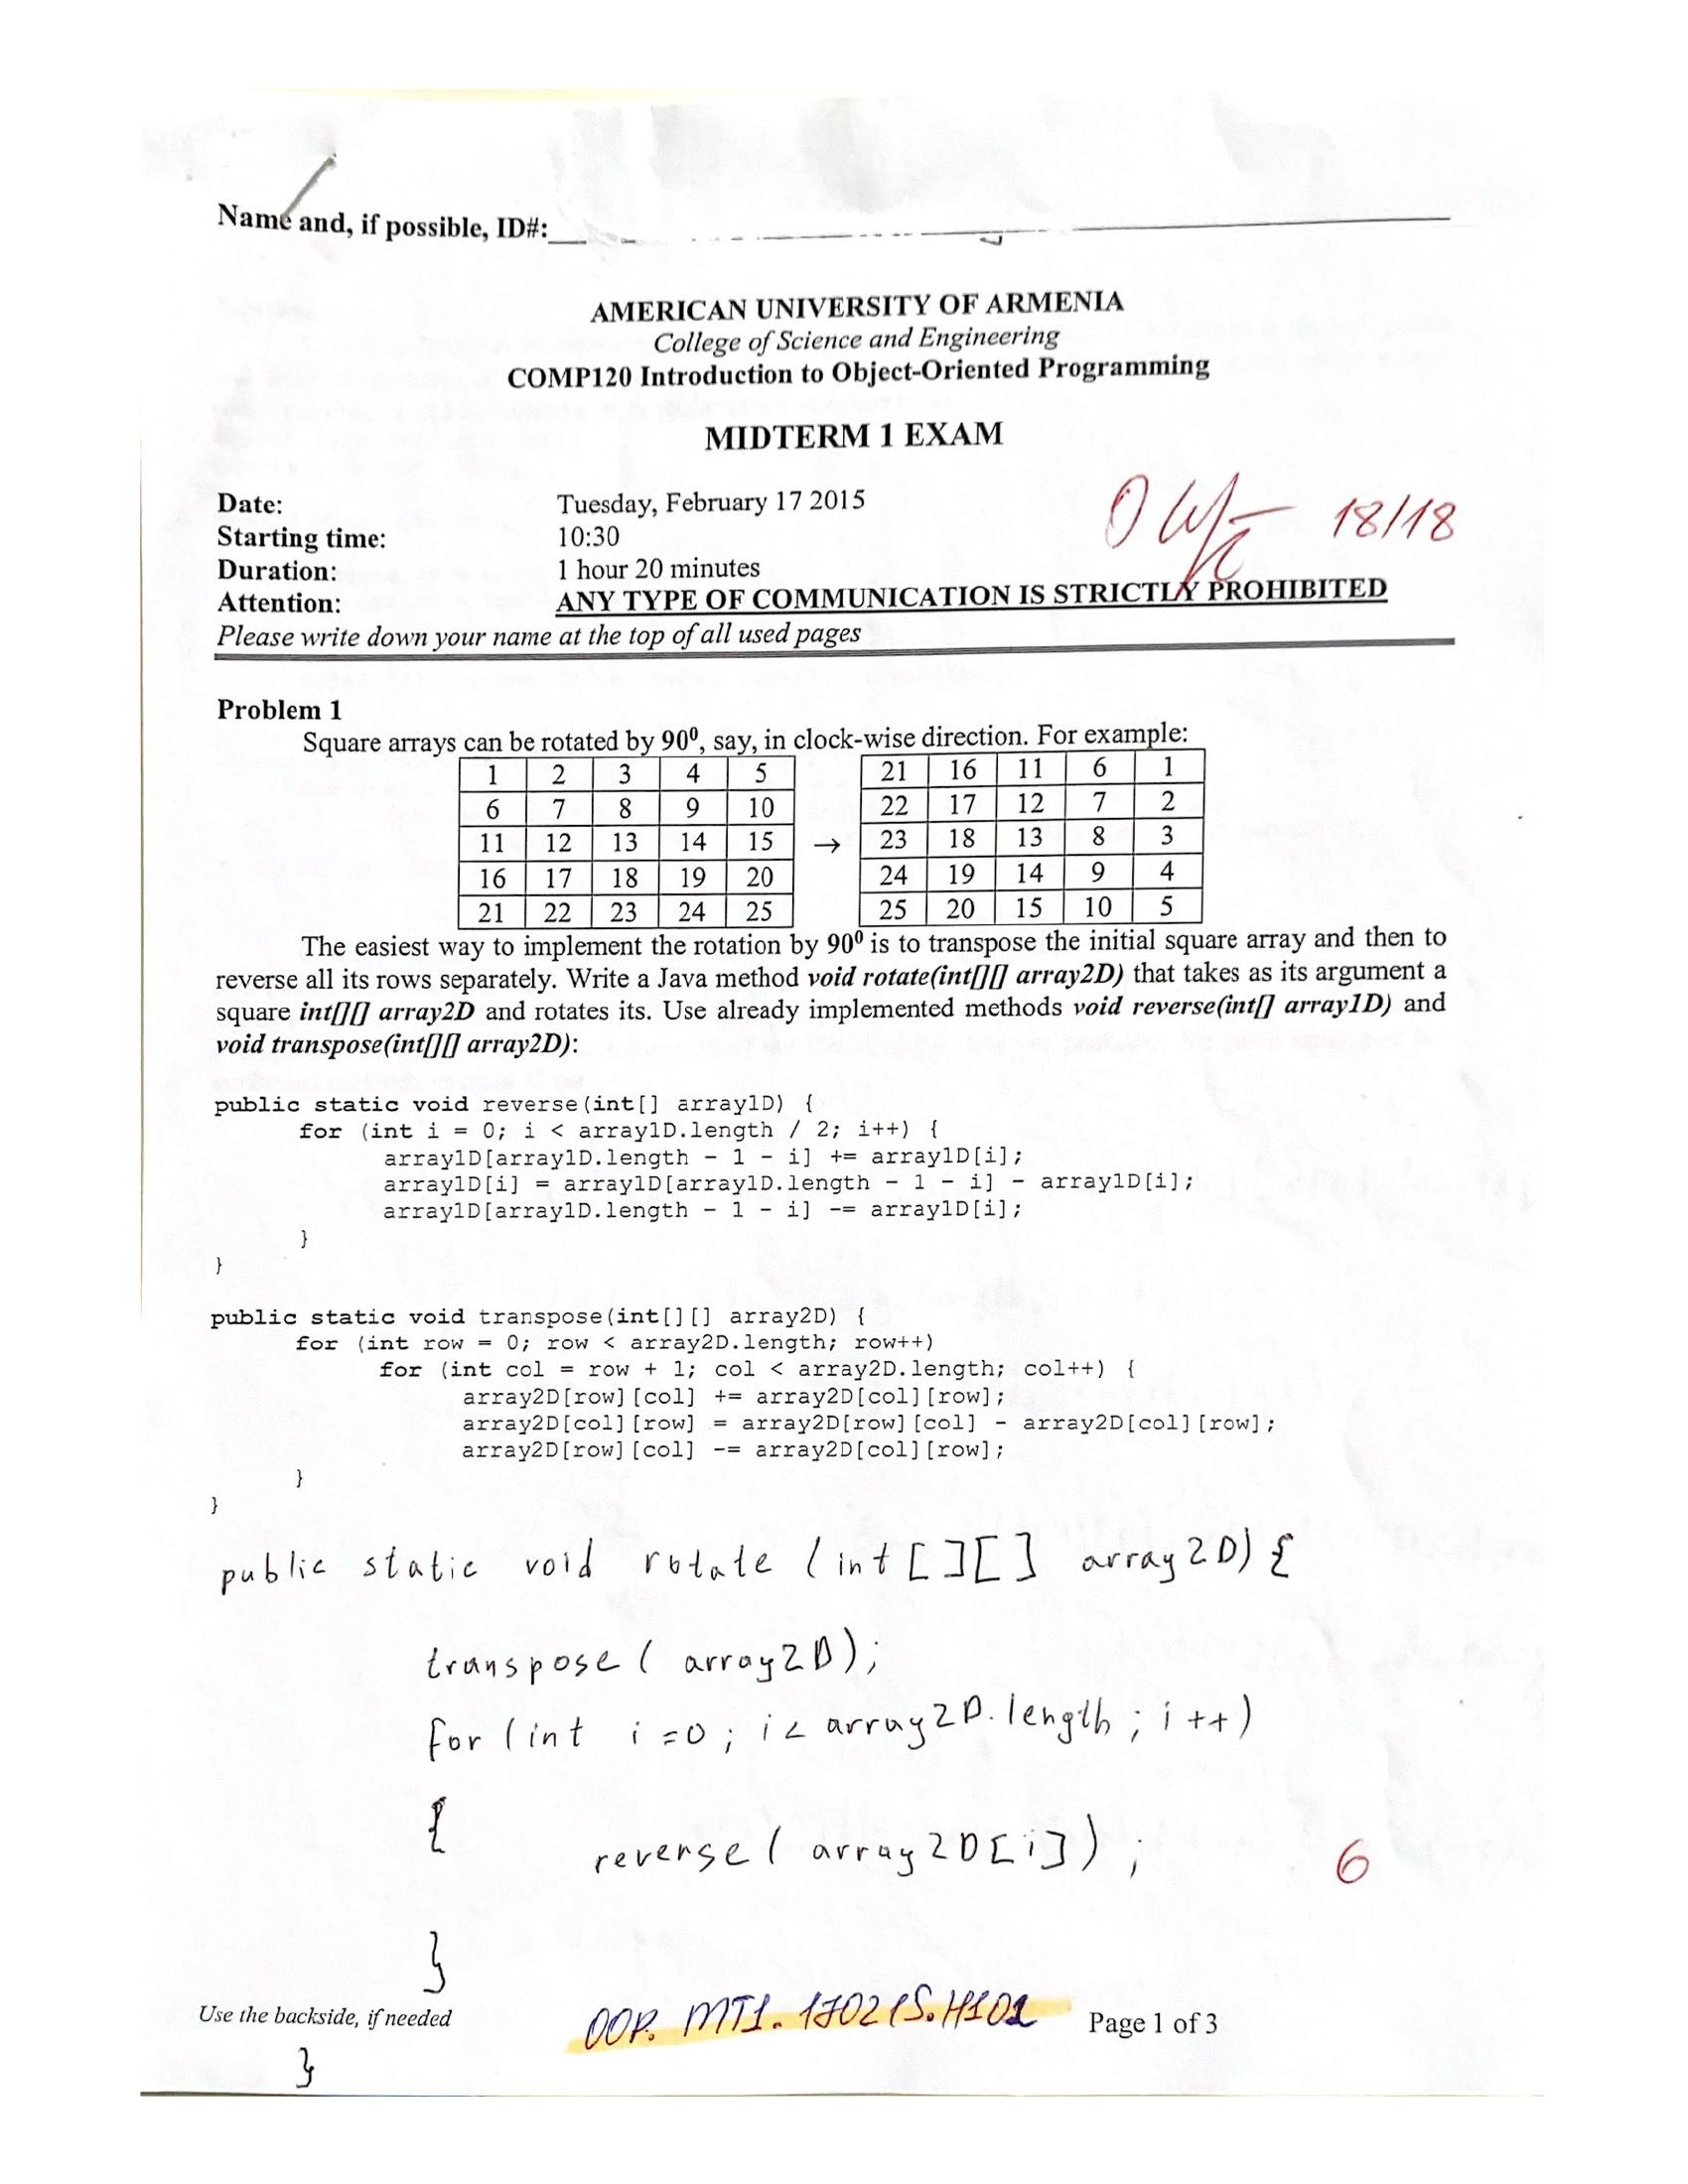 Name and, if possible, ID#:
AMERICAN UNIVERSITY OF ARMENIA
College of Science and Engineering
COMP120 Introduction to Object-Oriented Programming
MIDTERM 1 EXAM
Date: Tuesday, February 17 2015
Starting time: 10:30
18/18
Duration: 1 hour 20 minutes
Attention: ANY TYPE OF COMMUNICATION IS STRICTLY PROHIBITED
Please write down your name at the top of all used pages
Problem 1
Square arrays can be rotated by 90⁰, say, in clock-wise direction. For example:
1 2 3 4 5 21 16 11 6 1
6 7 8 9 10 22 17 12 7 2
11 12 13 14 15 → 23 18 13 8 3
16 17 18 19 20 24 19 14 9 4
21 22 23 24 25 25 20 15 10 5
The easiest way to implement the rotation by 90⁰ is to transpose the initial square array and then to
reverse all its rows separately. Write a Java method void rotate(int[][] array2D) that takes as its argument a
square int[][] array2D and rotates its. Use already implemented methods void reverse(int[] array1D) and
void transpose(int[][] array2D):
public static void reverse(int[] array1D) {
for (int i = 0; i < array1D.length / 2; i++) {
array1D[array1D.length - 1 - i] += array1D[i];
array1D[i] = array1D[array1D.length - 1 - i] - array1D[i];
array1D[array1D.length - 1 - i] -= array1D[i];
}
}
public static void transpose(int[][] array2D) {
for (int row = 0; row < array2D.length; row++)
for (int col = row + 1; col < array2D.length; col++) {
array2D[row][col] += array2D[col][row];
array2D[col][row] = array2D[row][col] - array2D[col][row];
array2D[row][col] -= array2D[col][row];
}
}
public static void rotate (int[][] array2D) {
transpose( array2D);
for (int i=0; i< array2D.length; i++)
{
reverse( array2D[i]);
6
}
Use the backside, if needed
OOP. MT1. 170215.H101
Page 1 of 3
}